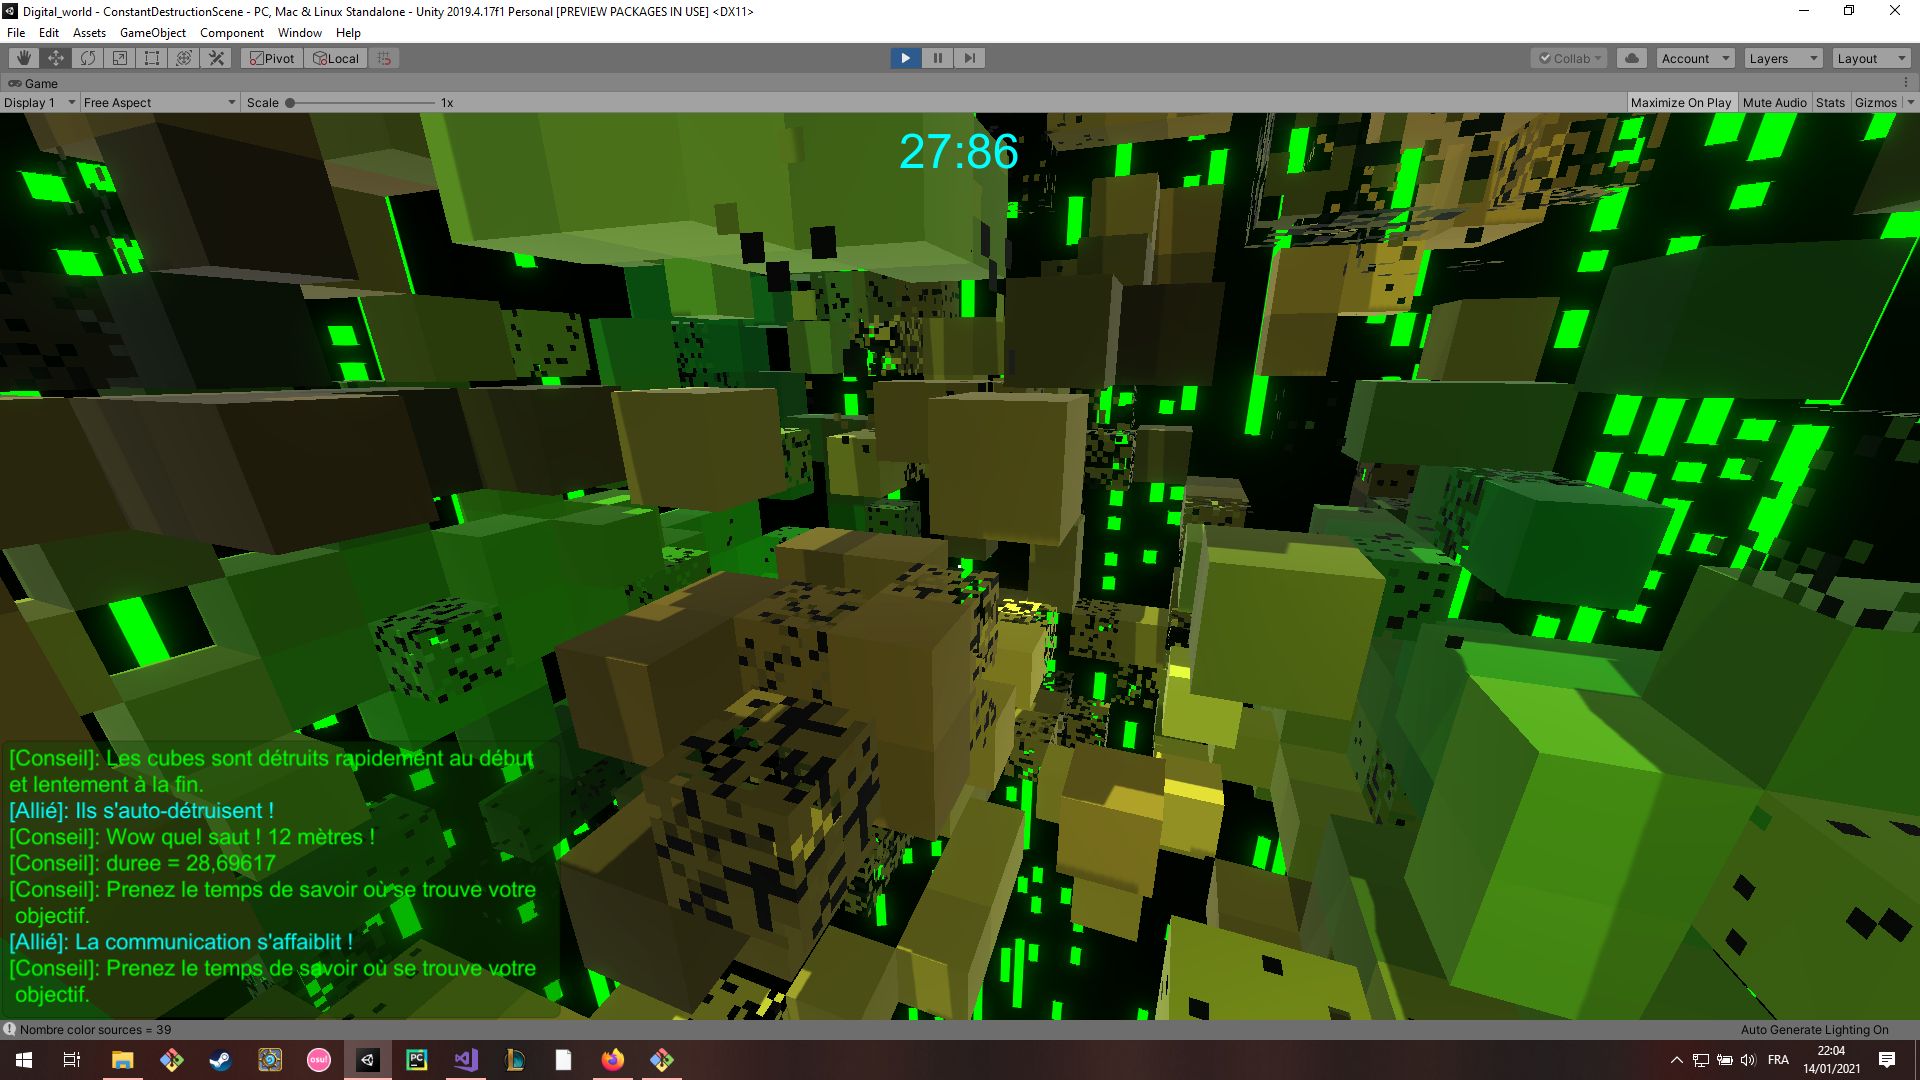 Digital_world - ConstantDestructionScene - PC, Mac & Linux Standalone - Unity 2019.4.17f1 Personal [PREVIEW PACKAGES IN USE] <DX11>
File Edit Assets GameObject Component Window Help
Pivot Local Collab Account Layers Layout
Game
Display 1 Free Aspect Scale 1x Maximize On Play Mute Audio Stats Gizmos
27:86
[Conseil]: Les cubes sont détruits rapidement au début
et lentement à la fin.
[Allié]: Ils s'auto-détruisent !
[Conseil]: Wow quel saut ! 12 mètres !
[Conseil]: duree = 28,69617
[Conseil]: Prenez le temps de savoir où se trouve votre
objectif.
[Allié]: La communication s'affaiblit !
[Conseil]: Prenez le temps de savoir où se trouve votre
objectif.
Nombre color sources = 39
Auto Generate Lighting On
osu!
PC
FRA
22:04
14/01/2021